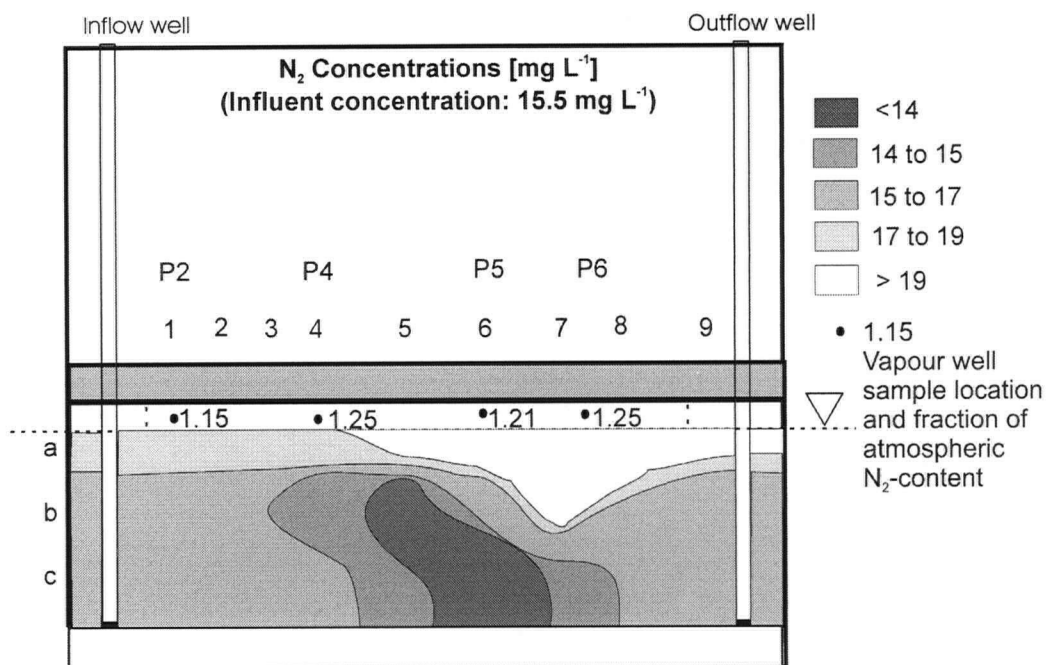 Inflow well
Outflow well
N₂ Concentrations [mg L⁻¹]
(Influent concentration: 15.5 mg L⁻¹)
P2 P4 P5 P6
1 2 3 4 5 6 7 8 9
1.15 1.25 1.21 1.25
a
b
c
<14
14 to 15
15 to 17
17 to 19
> 19
• 1.15
Vapour well
sample location
and fraction of
atmospheric
N₂-content